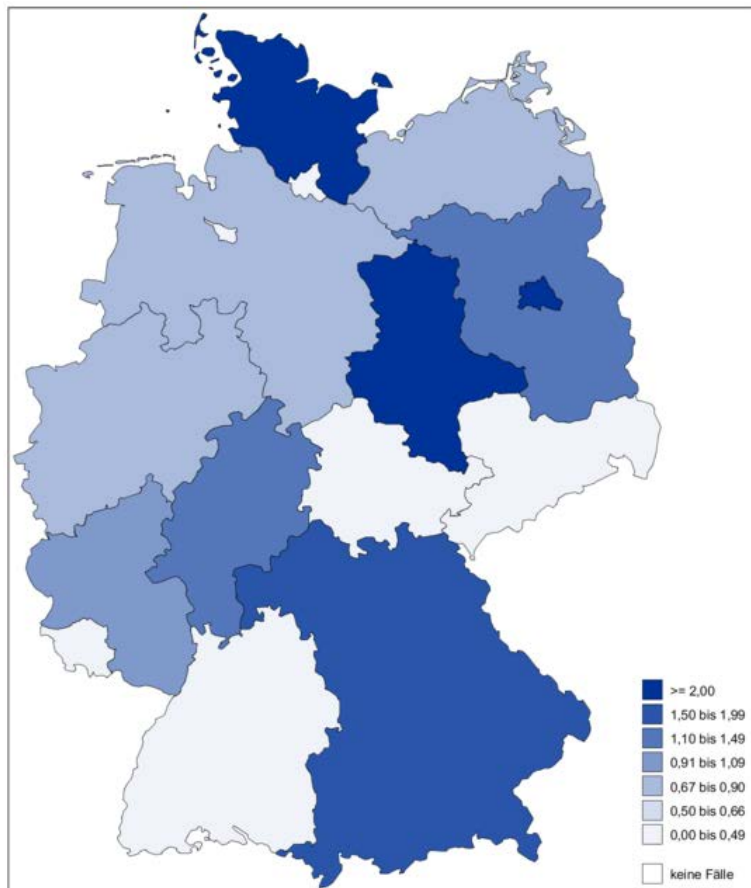 >= 2,00
1,50 bis 1,99
1,10 bis 1,49
0,91 bis 1,09
0,67 bis 0,90
0,50 bis 0,66
0,00 bis 0,49
keine Fälle